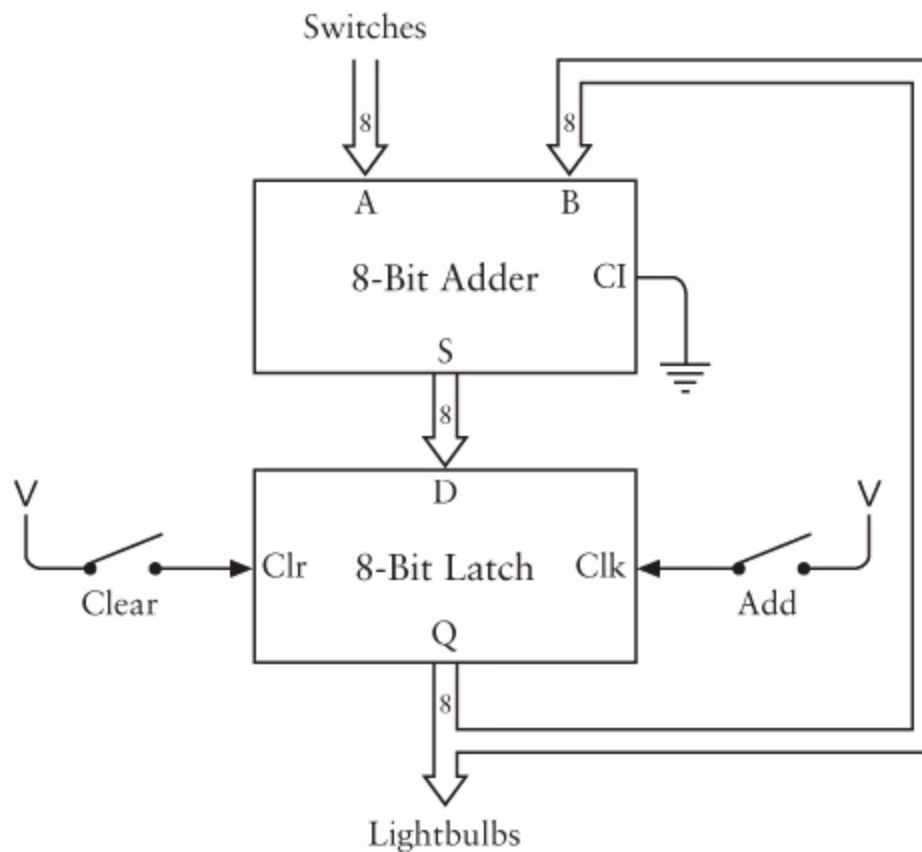 Switches
8
8
A
B
8-Bit Adder
CI
S
8
V
V
D
Clr
8-Bit Latch
Clk
Clear
Add
Q
8
Lightbulbs